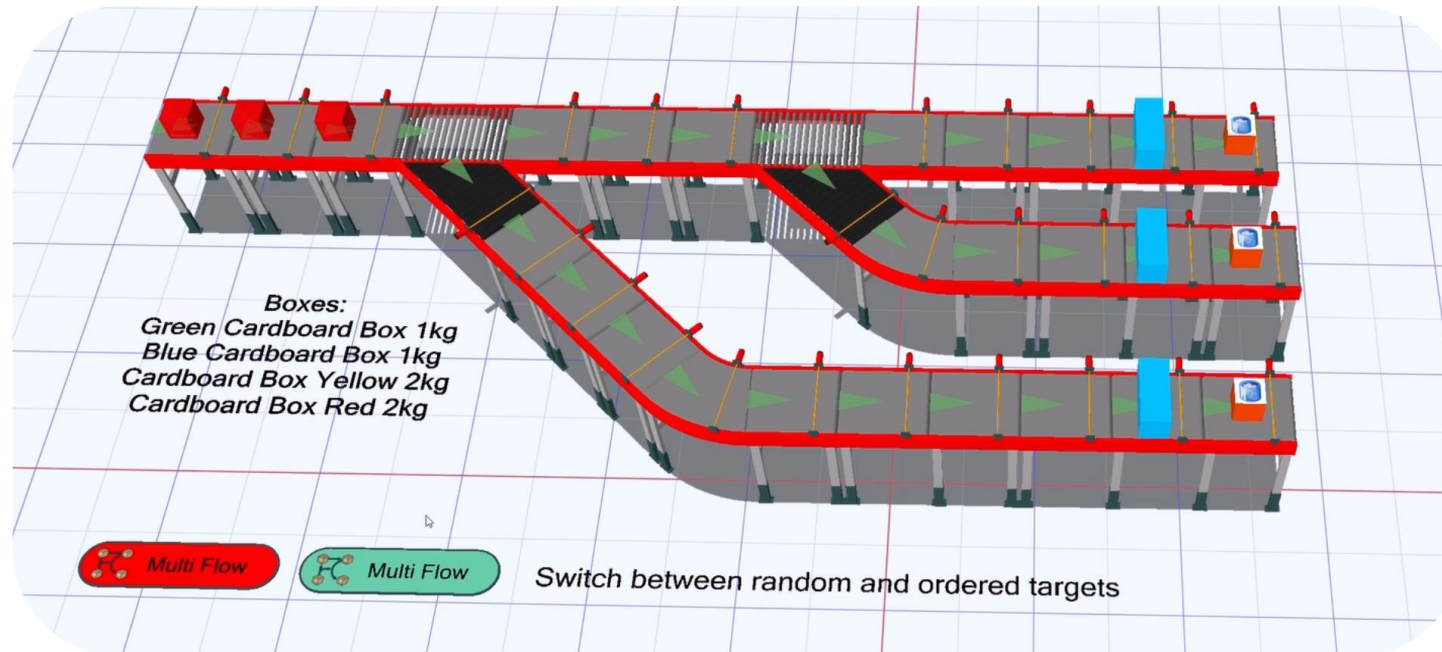 Boxes:
Green Cardboard Box 1kg
Blue Cardboard Box 1kg
Cardboard Box Yellow 2kg
Cardboard Box Red 2kg
Multi Flow
Multi Flow
Switch between random and ordered targets